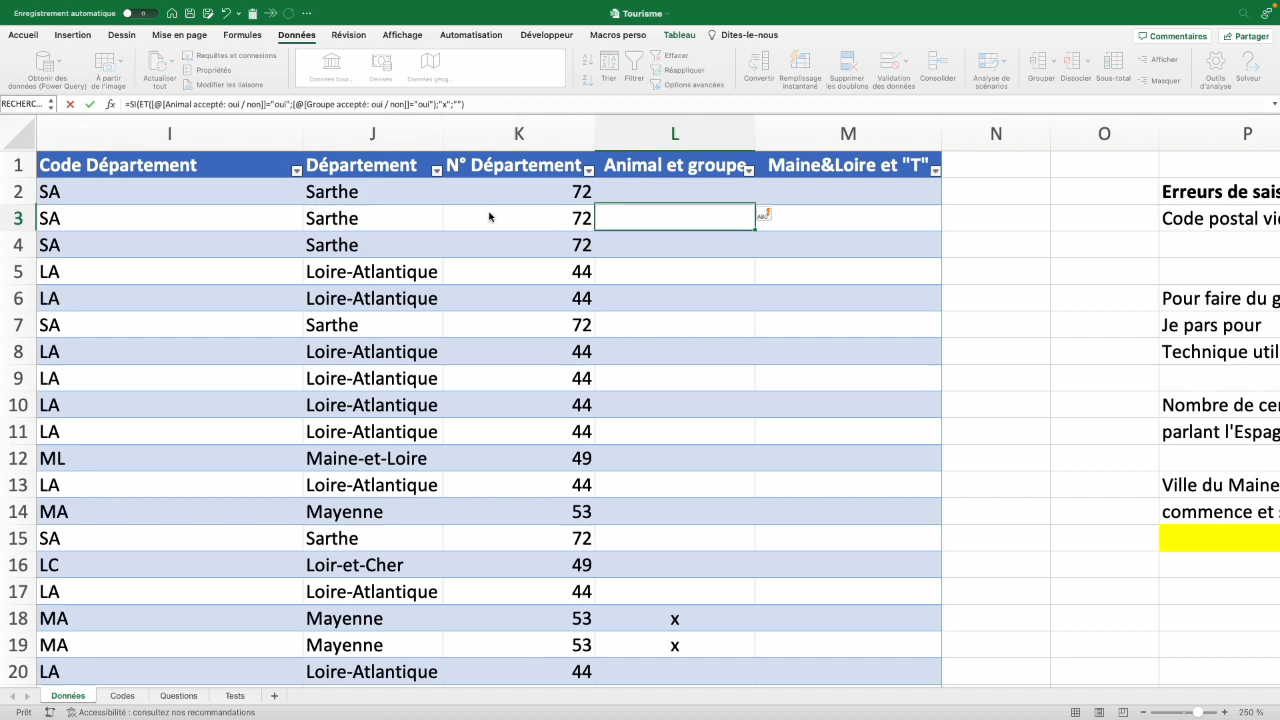 Enregistrement automatique
Tourisme
Accueil Insertion Dessin Mise en page Formules Données Révision Affichage Automatisation Développeur Macros perso Tableau Dites-le-nous Commentaires Partager
Obtenir des données (Power Query)
À partir de l'image
Actualiser tout
Requêtes et connexions
Propriétés
Modifier les liaisons
Données bour...
Devises
Données géog...
Trier
Filtrer
Effacer
Réappliquer
Options avancées
Convertir
Remplissage instantané
Supprimer les doublons
Validation des données
Consolider
Analyse de scénarios
Grouper
Dissocier
Sous-total
Afficher
Masquer
Outils d'analyse
Solveur
RECHERC... fx =SI(ET([@[Animal accepté: oui / non]]="oui";[@[Groupe accepté: oui / non]]="oui");"x";"")
I J K L M N O P
1 Code Département Département N° Département Animal et groupe Maine&Loire et "T"
2 SA Sarthe 72 Erreurs de sais
3 SA Sarthe 72 Code postal vid
4 SA Sarthe 72
5 LA Loire-Atlantique 44
6 LA Loire-Atlantique 44 Pour faire du g
7 SA Sarthe 72 Je pars pour
8 LA Loire-Atlantique 44 Technique util
9 LA Loire-Atlantique 44
10 LA Loire-Atlantique 44 Nombre de cen
11 LA Loire-Atlantique 44 parlant l'Espag
12 ML Maine-et-Loire 49
13 LA Loire-Atlantique 44 Ville du Maine
14 MA Mayenne 53 commence et s
15 SA Sarthe 72
16 LC Loir-et-Cher 49
17 LA Loire-Atlantique 44
18 MA Mayenne 53 x
19 MA Mayenne 53 x
20 LA Loire-Atlantique 44
Données Codes Questions Tests +
Prêt Accessibilité : consultez nos recommandations 250 %